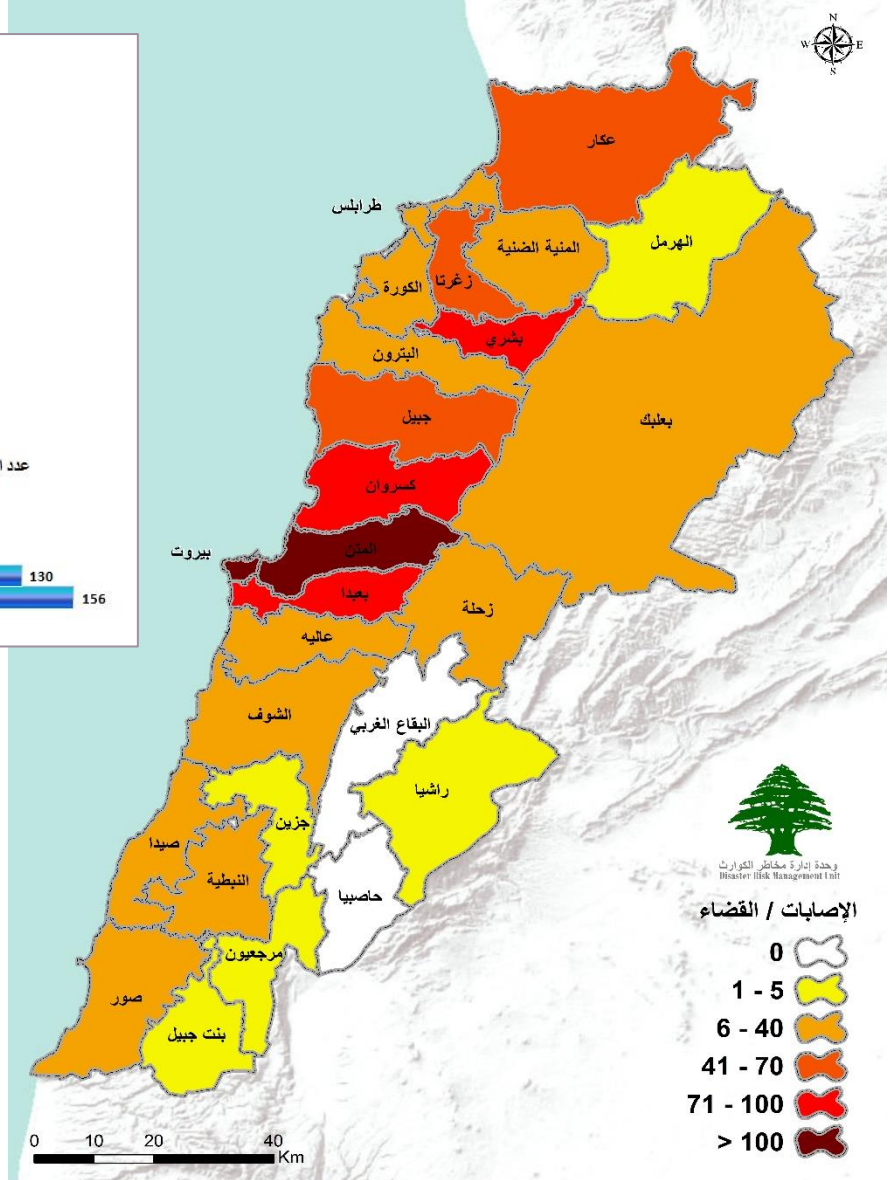 N
W E
S
عكار
طرابلس
الهرمل
المنية الضنية
زغرتا
الكورة
بشري
البترون
بعلبك
جبيل
كسروان
عدد ا
المتن
بيروت
130
بعبدا
156
زحلة
عاليه
الشوف
البقاع الغربي
راشيا
جزين
صيدا
النبطية
حاصبيا
مرجعيون
صور
بنت جبيل
وحدة إدارة مخاطر الكوارث
Disaster Risk Management Unit
الإصابات / القضاء
0
1 - 5
6 - 40
41 - 70
71 - 100
> 100
0 10 20 40
Km